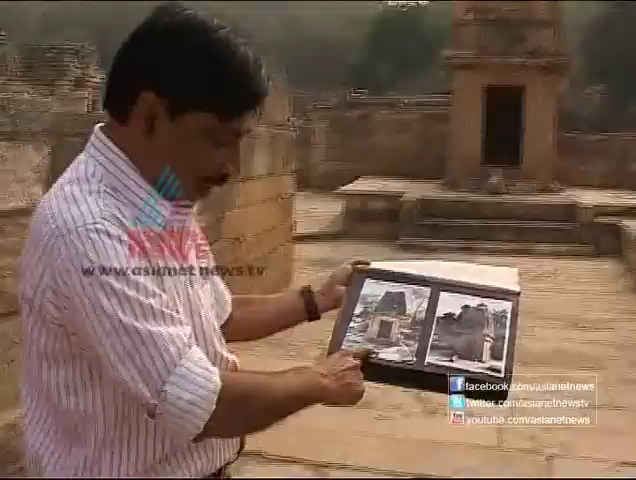 NEWS
www.asianetnews.tv
facebook.com/asianetnews
twitter.com/asianetnewstv
youtube.com/asianetnews